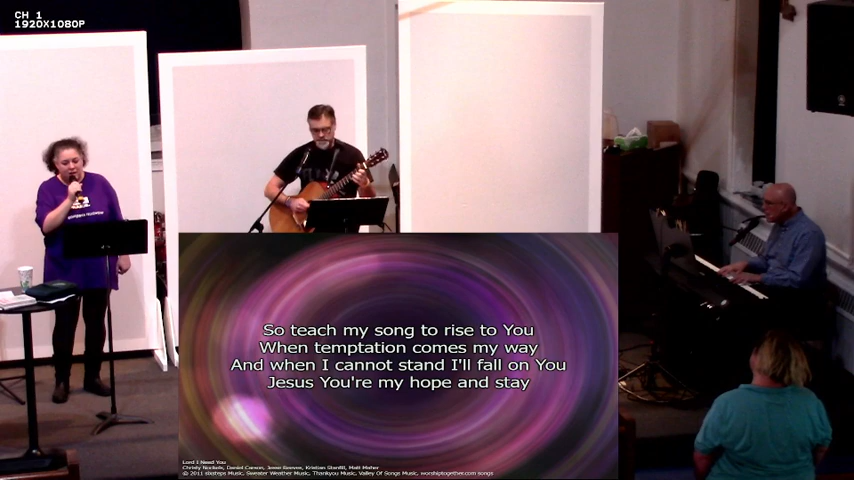 CH 1
1920X1080P
So teach my song to rise to You
When temptation comes my way
And when I cannot stand I'll fall on You
Jesus You're my hope and stay
Lord I Need You
Christy Nockels, Daniel Carson, Jesse Reeves, Kristian Stanfill, Matt Maher
© 2011 sixsteps Music, Sweater Weather Music, Thankyou Music, Valley Of Songs Music, worshiptogether.com songs